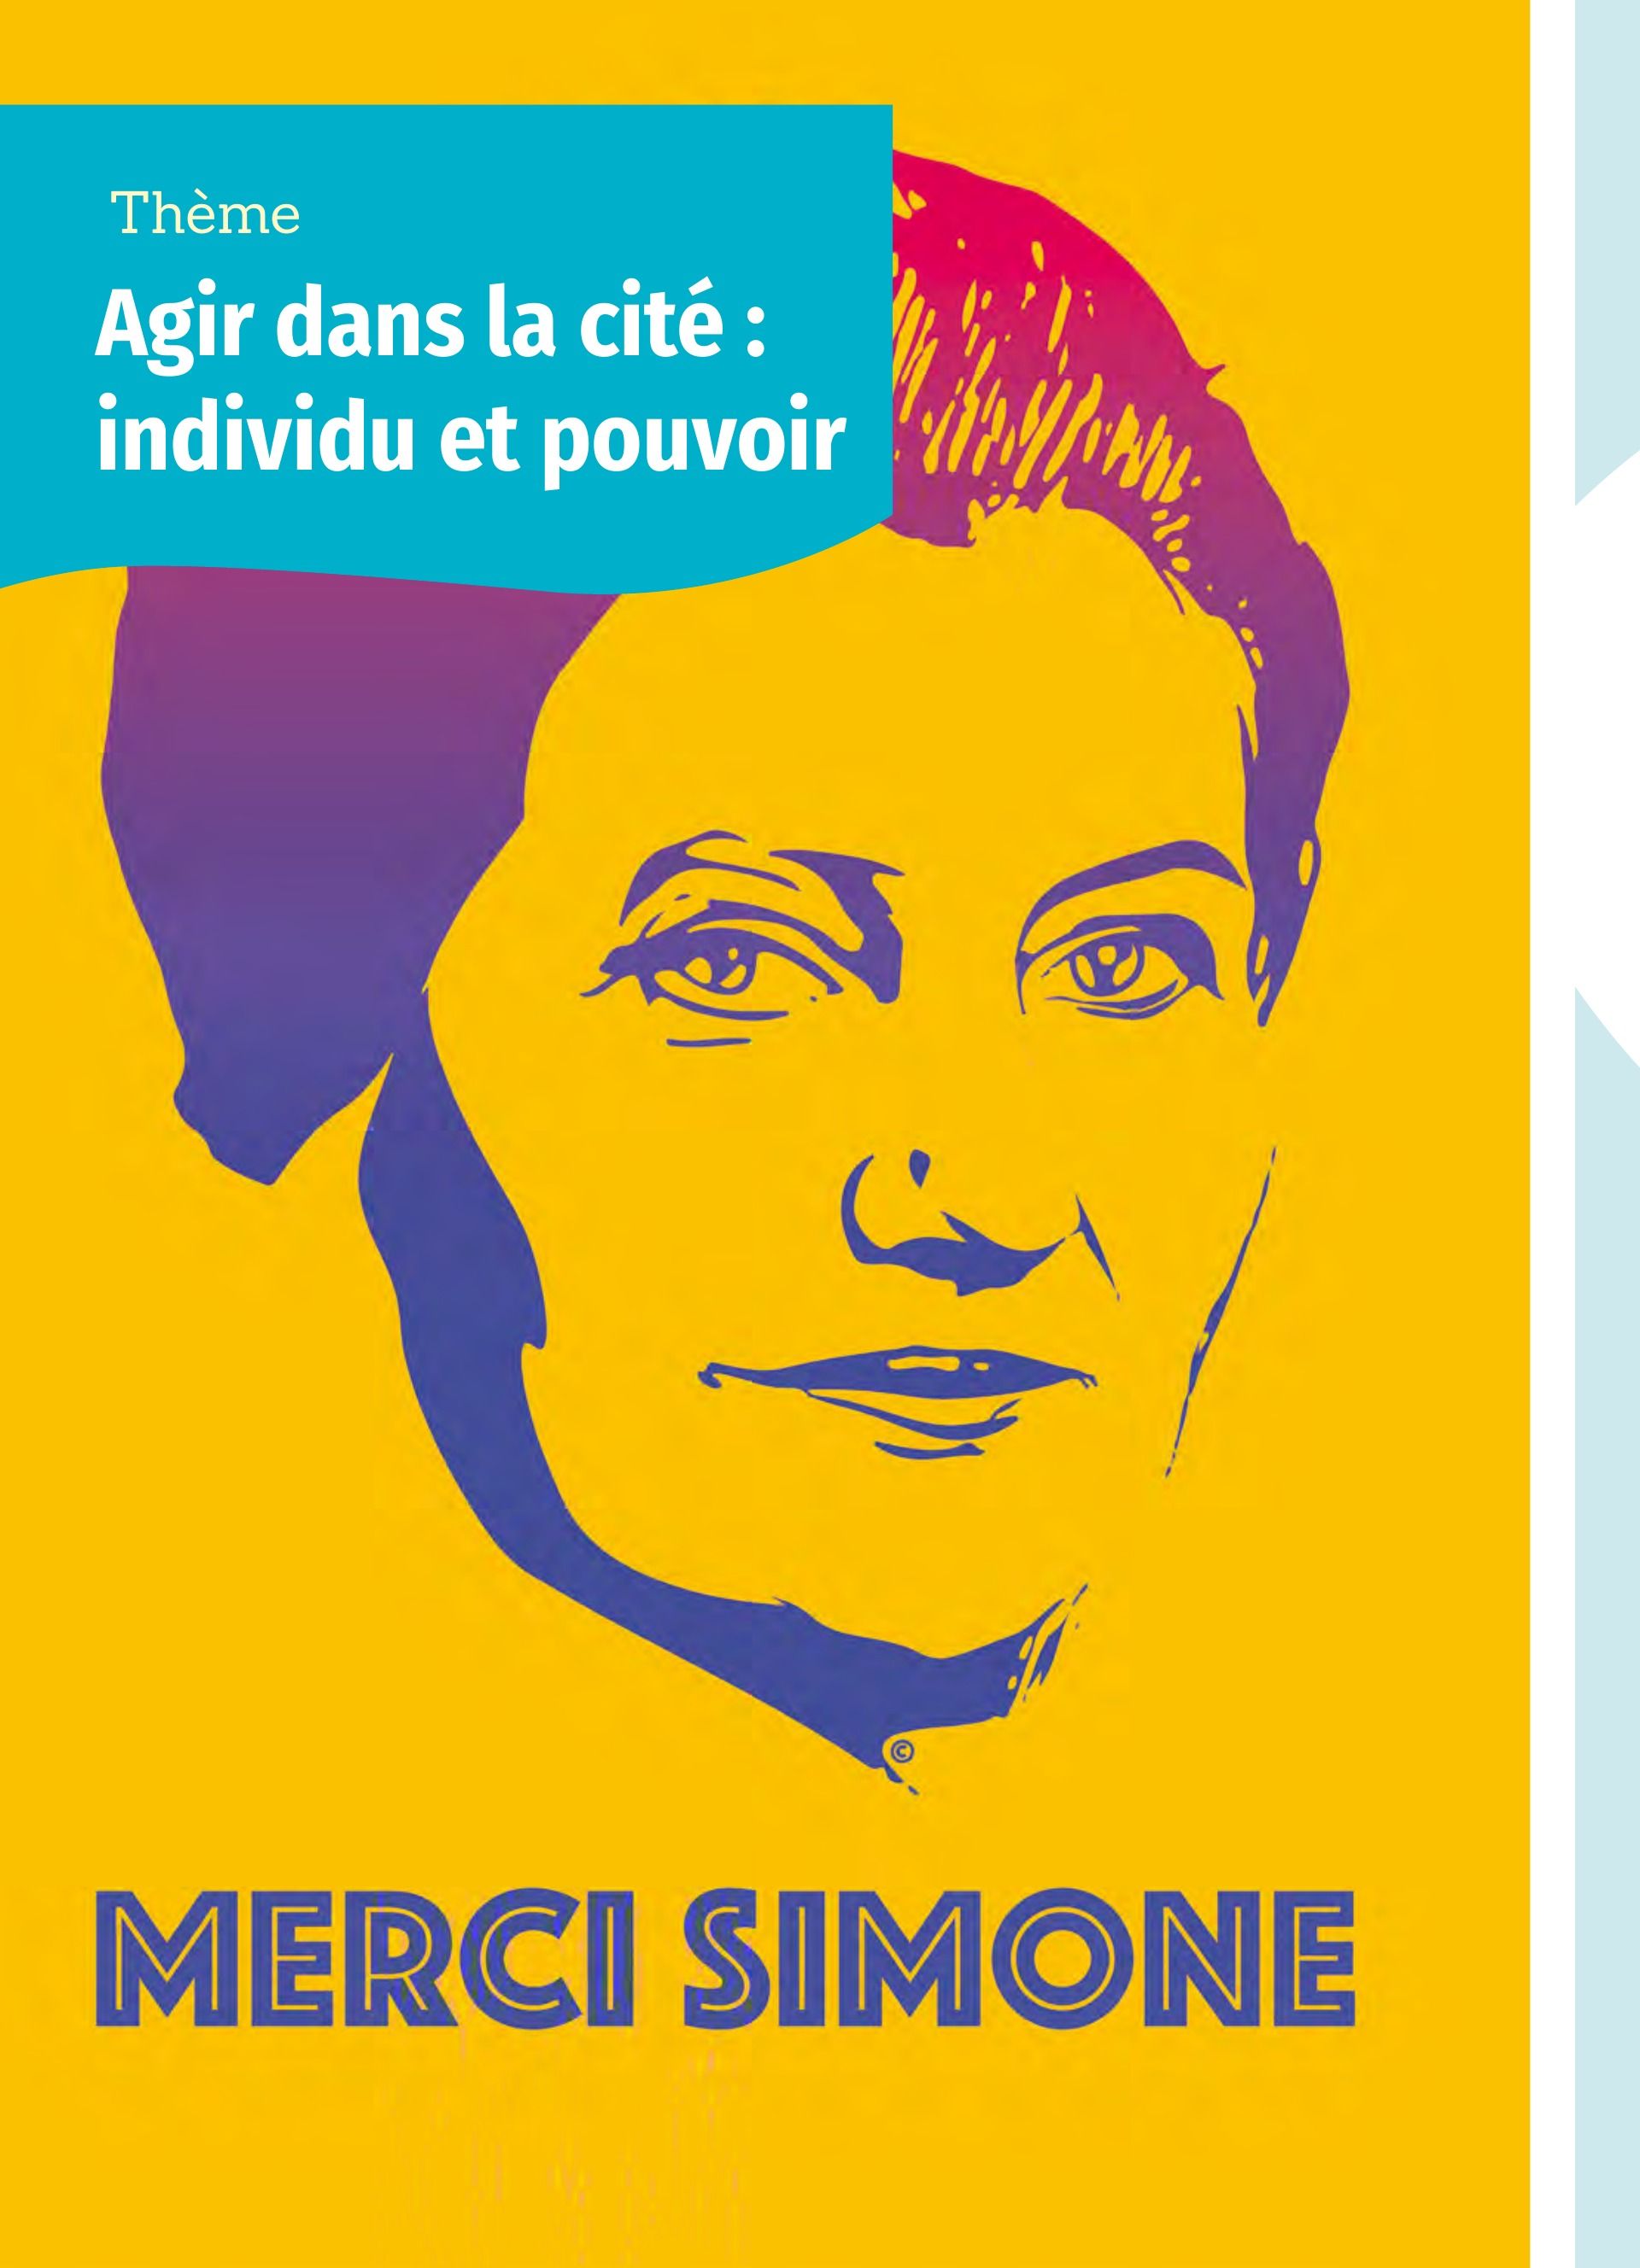 Thème
Agir dans la cité :
individu et pouvoir
©
MERCI SIMONE